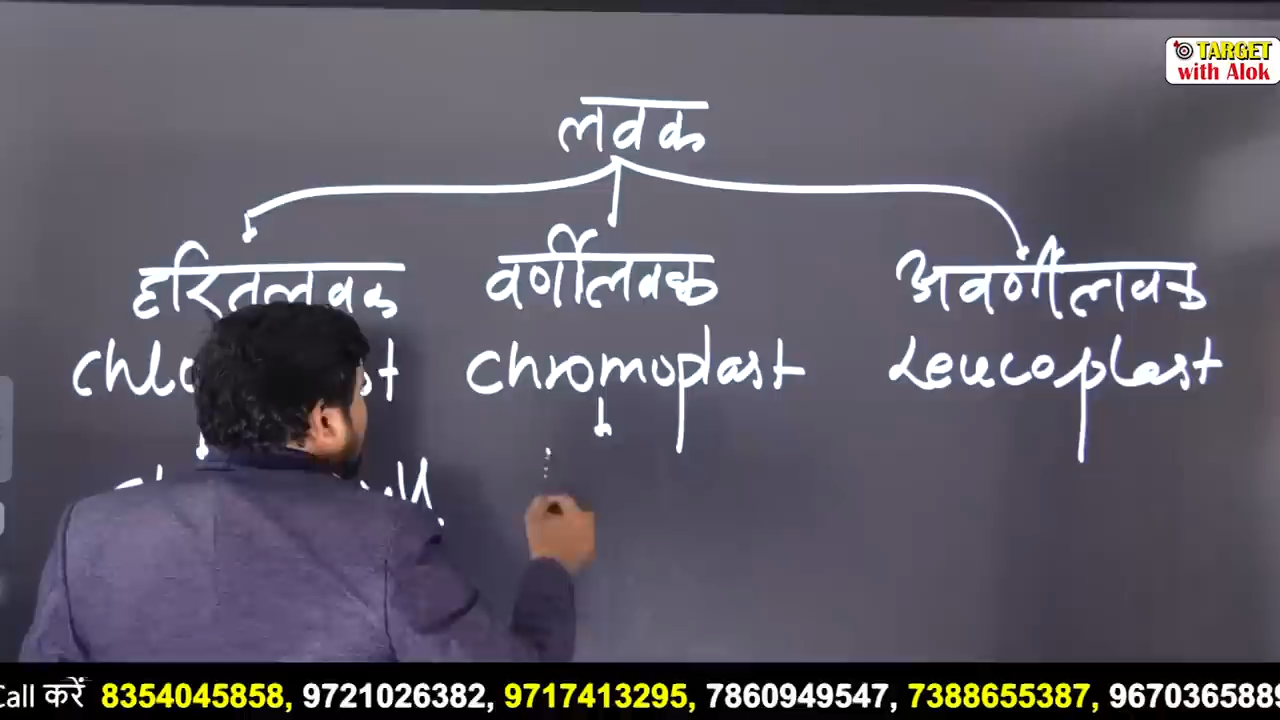 TARGET
with Alok
लवक
हरितलवक वर्णीलवक अवर्णीलवक
chromoplast Leucoplast
Call करें 8354045858, 9721026382, 9717413295, 7860949547, 7388655387, 967036588